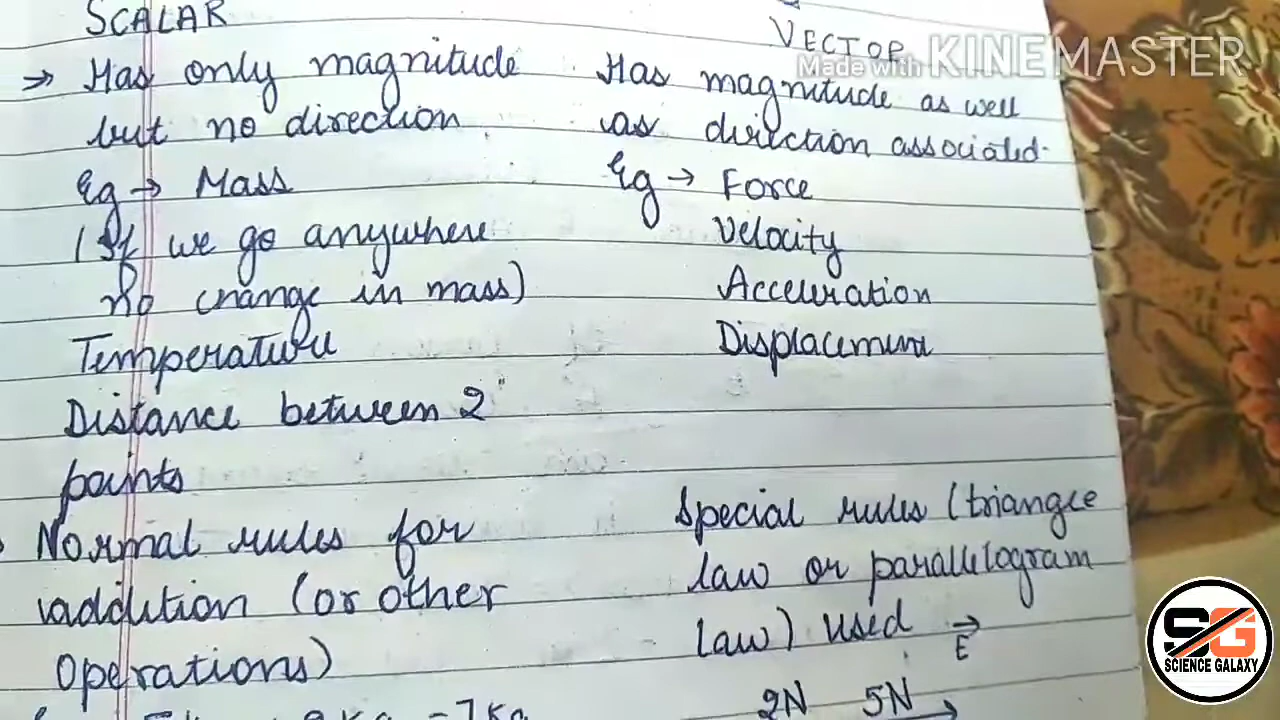 SCALAR
VECTOR
Made with KINEMASTER
⇒ Has only magnitude
but no direction
Eg → Mass
(If we go anywhere
no change in mass)
Temperature
Distance between 2
points
Normal rules for
addition (or other
operations)
Has magnitude as well
as direction associated.
Eg → Force
Velocity
Acceleration
Displacement
Special rules (triangle
law or parallelogram
law) used
E
2N 5N
= 7Kg
SG
SCIENCE GALAXY